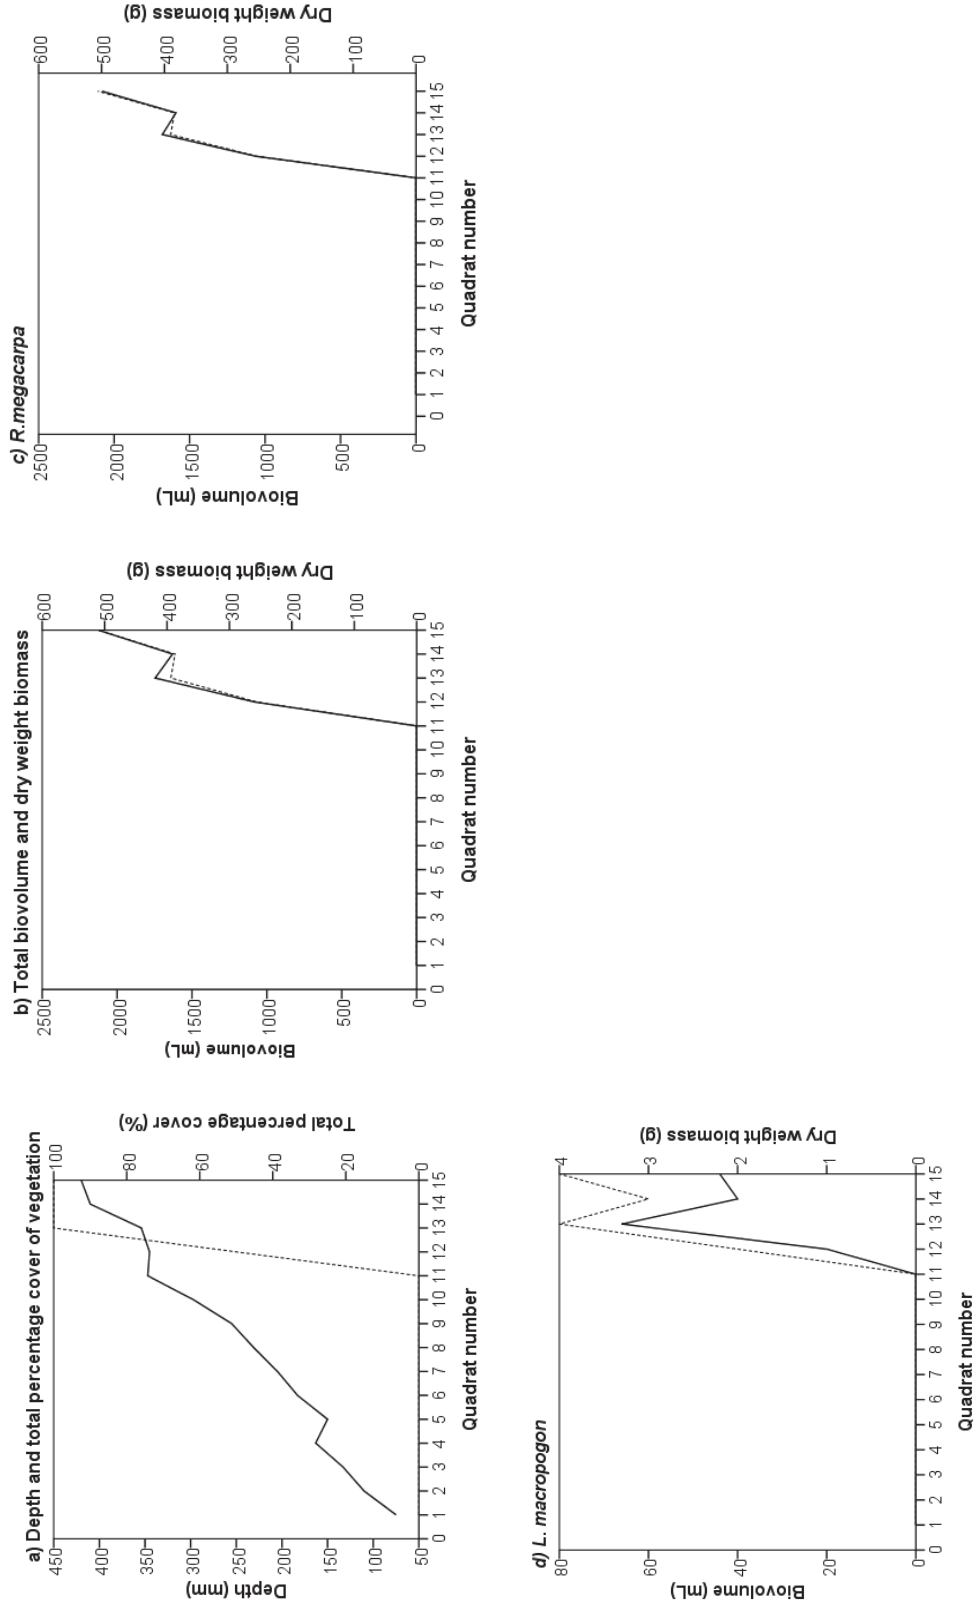 a) Depth and total percentage cover of vegetation
450
400
350
300
250
200
150
100
50
Depth (mm)
0 1 2 3 4 5 6 7 8 9 10 11 12 13 14 15
Quadrat number
100
80
60
40
20
0
Total percentage cover (%)
b) Total biovolume and dry weight biomass
2500
2000
1500
1000
500
0
Biovolume (mL)
0 1 2 3 4 5 6 7 8 9 10 11 12 13 14 15
Quadrat number
600
500
400
300
200
100
0
Dry weight biomass (g)
c) R.megacarpa
2500
2000
1500
1000
500
0
Biovolume (mL)
0 1 2 3 4 5 6 7 8 9 10 11 12 13 14 15
Quadrat number
600
500
400
300
200
100
0
Dry weight biomass (g)
d) L. macropogon
80
60
40
20
0
Biovolume (mL)
0 1 2 3 4 5 6 7 8 9 10 11 12 13 14 15
Quadrat number
4
3
2
1
0
Dry weight biomass (g)